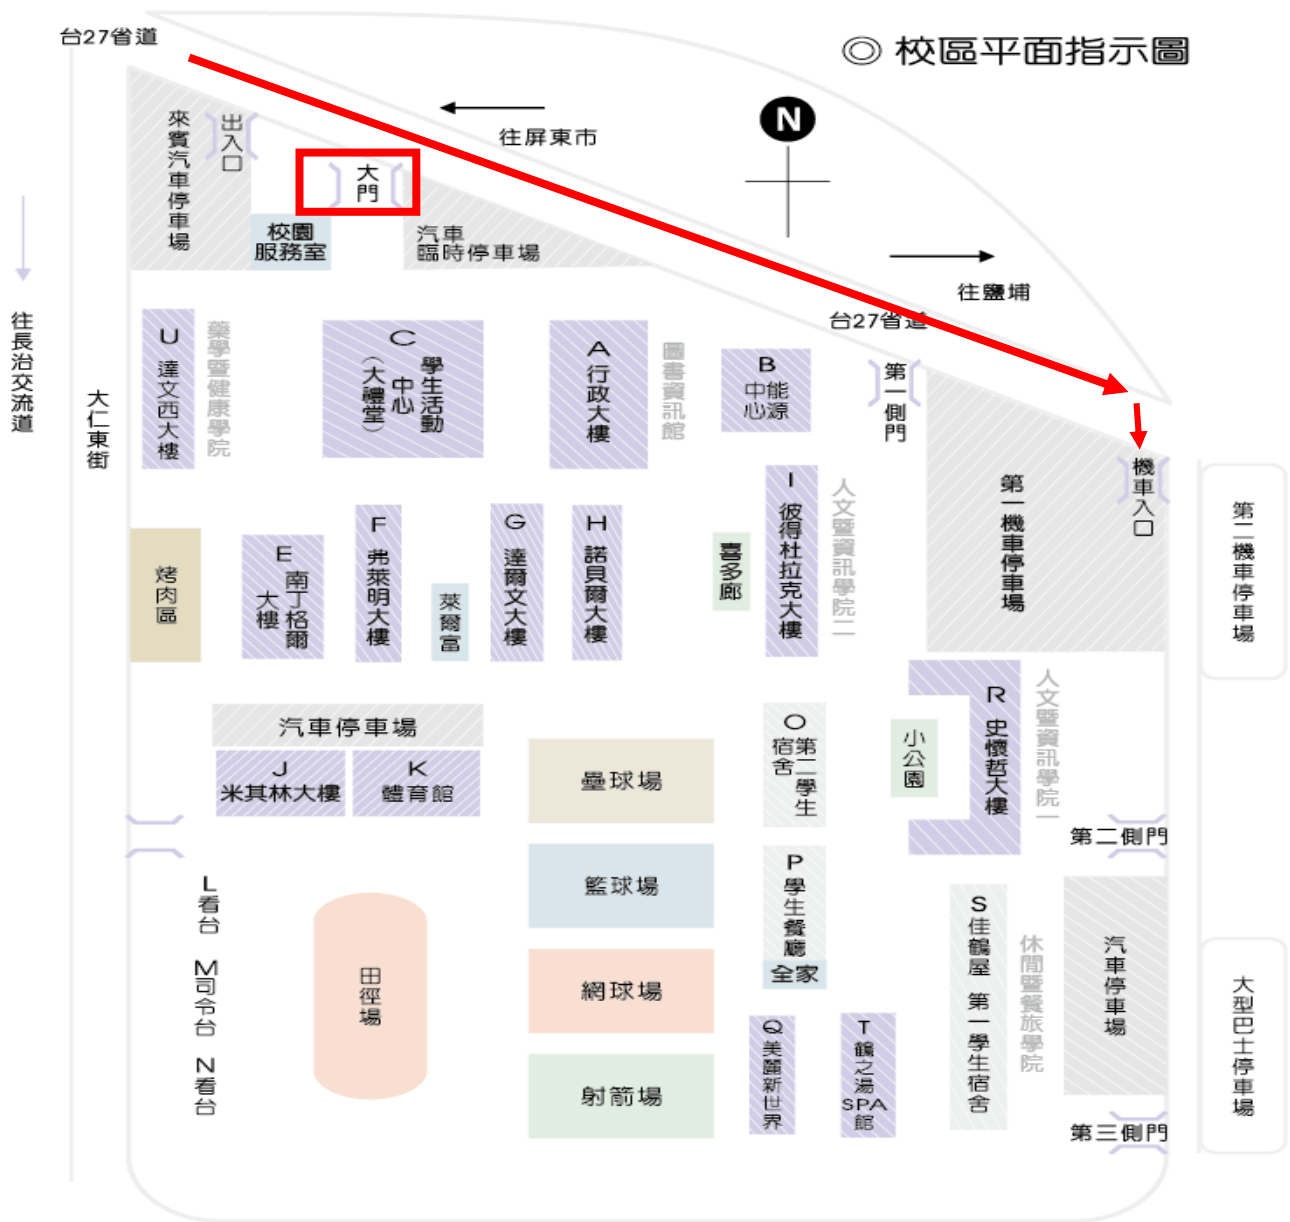 台27省道
◎ 校區平面指示圖
N
往屏東市
來賓汽車停車場
出入口
大門
校園
服務室
汽車
臨時停車場
往鹽埔
台27省道
往長治交流道
大仁東街
U 達文西大樓
藥學暨健康學院
C
學生活動
中心
(大禮堂)
A 行政大樓
圖書資訊館
B
能源
中心
第一側門
機車入口
第一機車停車場
第二機車停車場
烤肉區
E
南丁格爾
大樓
F 弗萊明大樓
萊爾富
G 達爾文大樓
H 諾貝爾大樓
喜多廊
I 彼得杜拉克大樓
人文暨資訊學院二
汽車停車場
J
米其林大樓
K
體育館
壘球場
O
第二學生
宿舍
小公園
R 史懷哲大樓
人文暨資訊學院一
第二側門
籃球場
P 學生餐廳
全家
L看台
M司令台
N看台
田徑場
網球場
射箭場
Q 美麗新世界
T 鶴之湯
SPA
館
S 佳鶴屋 第一學生宿舍
休閒暨餐旅學院
汽車停車場
大型巴士停車場
第三側門